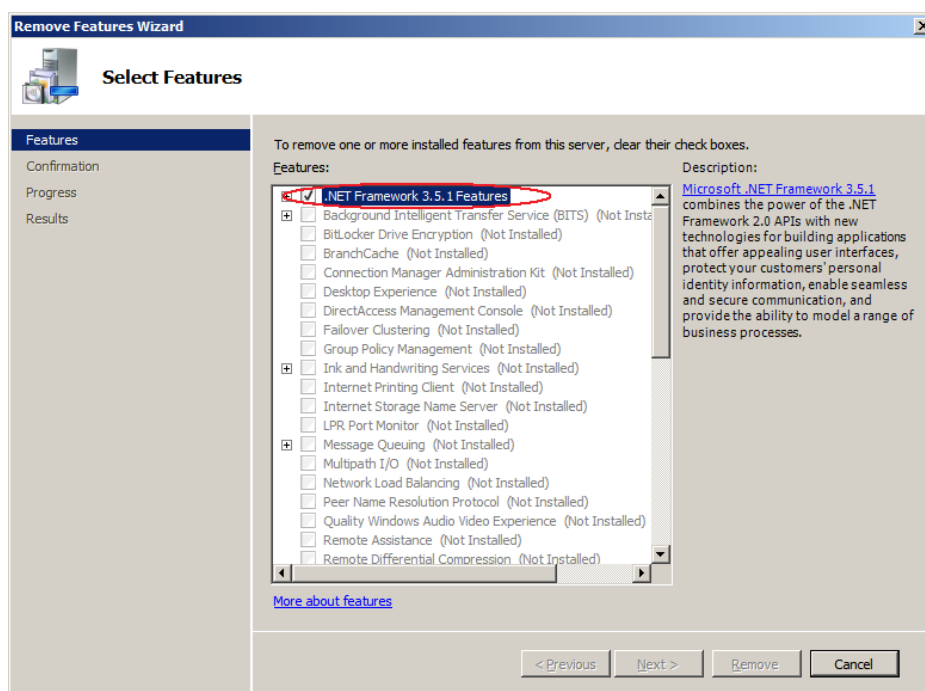 Remove Features Wizard
Select Features
Features
Confirmation
Progress
Results
To remove one or more installed features from this server, clear their check boxes.
Features:
.NET Framework 3.5.1 Features
Background Intelligent Transfer Service (BITS) (Not Insta
BitLocker Drive Encryption (Not Installed)
BranchCache (Not Installed)
Connection Manager Administration Kit (Not Installed)
Desktop Experience (Not Installed)
DirectAccess Management Console (Not Installed)
Failover Clustering (Not Installed)
Group Policy Management (Not Installed)
Ink and Handwriting Services (Not Installed)
Internet Printing Client (Not Installed)
Internet Storage Name Server (Not Installed)
LPR Port Monitor (Not Installed)
Message Queuing (Not Installed)
Multipath I/O (Not Installed)
Network Load Balancing (Not Installed)
Peer Name Resolution Protocol (Not Installed)
Quality Windows Audio Video Experience (Not Installed)
Remote Assistance (Not Installed)
Remote Differential Compression (Not Installed)
Description:
Microsoft .NET Framework 3.5.1
combines the power of the .NET
Framework 2.0 APIs with new
technologies for building applications
that offer appealing user interfaces,
protect your customers' personal
identity information, enable seamless
and secure communication, and
provide the ability to model a range of
business processes.
More about features
< Previous
Next >
Remove
Cancel